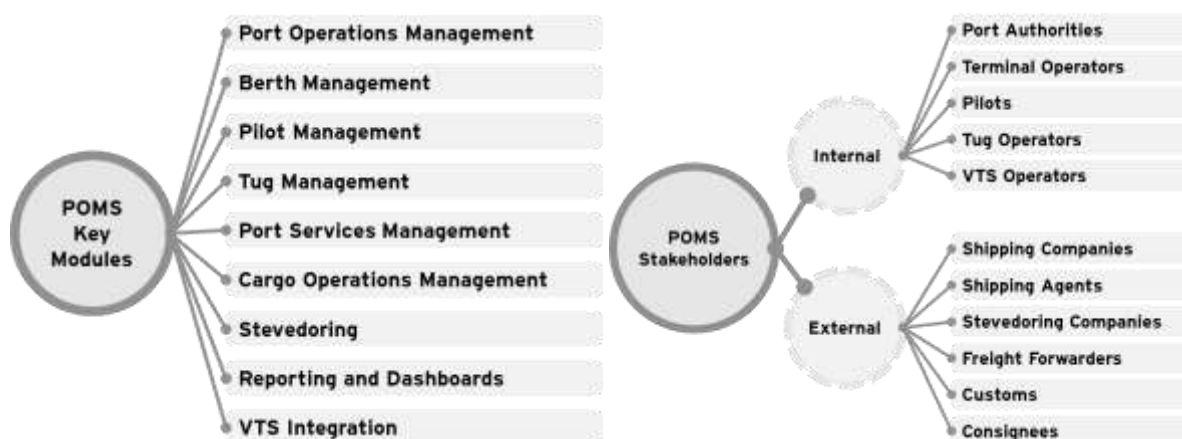 POMS
Key
Modules
Port Operations Management
Berth Management
Pilot Management
Tug Management
Port Services Management
Cargo Operations Management
Stevedoring
Reporting and Dashboards
VTS Integration
POMS
Stakeholders
Internal
Port Authorities
Terminal Operators
Pilots
Tug Operators
VTS Operators
External
Shipping Companies
Shipping Agents
Stevedoring Companies
Freight Forwarders
Customs
Consignees